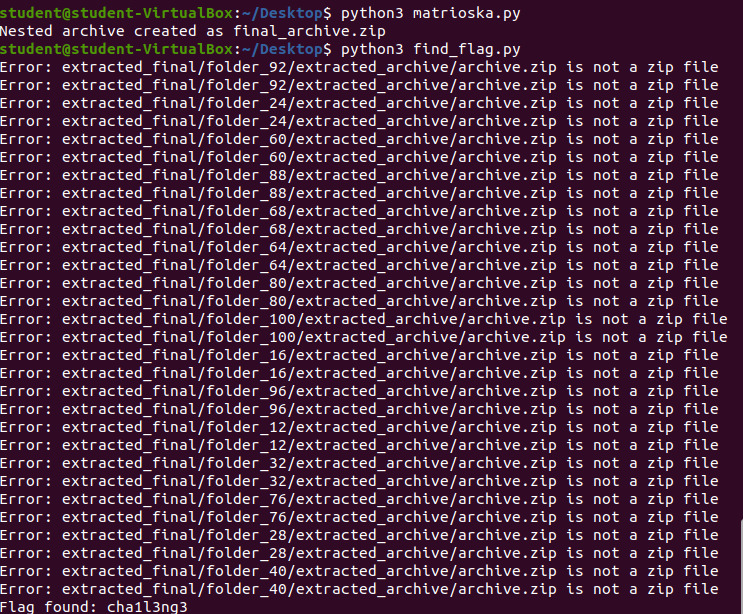 student@student-VirtualBox:~/Desktop$ python3 matrioska.py
Nested archive created as final_archive.zip
student@student-VirtualBox:~/Desktop$ python3 find_flag.py
Error: extracted_final/folder_92/extracted_archive/archive.zip is not a zip file
Error: extracted_final/folder_92/extracted_archive/archive.zip is not a zip file
Error: extracted_final/folder_24/extracted_archive/archive.zip is not a zip file
Error: extracted_final/folder_24/extracted_archive/archive.zip is not a zip file
Error: extracted_final/folder_60/extracted_archive/archive.zip is not a zip file
Error: extracted_final/folder_60/extracted_archive/archive.zip is not a zip file
Error: extracted_final/folder_88/extracted_archive/archive.zip is not a zip file
Error: extracted_final/folder_88/extracted_archive/archive.zip is not a zip file
Error: extracted_final/folder_68/extracted_archive/archive.zip is not a zip file
Error: extracted_final/folder_68/extracted_archive/archive.zip is not a zip file
Error: extracted_final/folder_64/extracted_archive/archive.zip is not a zip file
Error: extracted_final/folder_64/extracted_archive/archive.zip is not a zip file
Error: extracted_final/folder_80/extracted_archive/archive.zip is not a zip file
Error: extracted_final/folder_80/extracted_archive/archive.zip is not a zip file
Error: extracted_final/folder_100/extracted_archive/archive.zip is not a zip file
Error: extracted_final/folder_100/extracted_archive/archive.zip is not a zip file
Error: extracted_final/folder_16/extracted_archive/archive.zip is not a zip file
Error: extracted_final/folder_16/extracted_archive/archive.zip is not a zip file
Error: extracted_final/folder_96/extracted_archive/archive.zip is not a zip file
Error: extracted_final/folder_96/extracted_archive/archive.zip is not a zip file
Error: extracted_final/folder_12/extracted_archive/archive.zip is not a zip file
Error: extracted_final/folder_12/extracted_archive/archive.zip is not a zip file
Error: extracted_final/folder_32/extracted_archive/archive.zip is not a zip file
Error: extracted_final/folder_32/extracted_archive/archive.zip is not a zip file
Error: extracted_final/folder_76/extracted_archive/archive.zip is not a zip file
Error: extracted_final/folder_76/extracted_archive/archive.zip is not a zip file
Error: extracted_final/folder_28/extracted_archive/archive.zip is not a zip file
Error: extracted_final/folder_28/extracted_archive/archive.zip is not a zip file
Error: extracted_final/folder_40/extracted_archive/archive.zip is not a zip file
Error: extracted_final/folder_40/extracted_archive/archive.zip is not a zip file
Flag found: cha1l3ng3